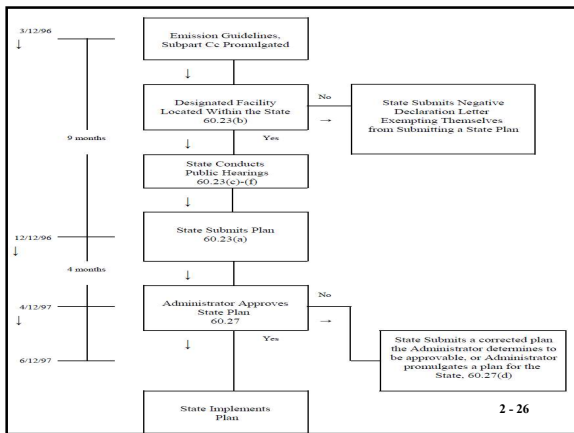 3/12/96
↓
Emission Guidelines,
Subpart Cc Promulgated
↓
Designated Facility
Located Within the State
60.23(b)
No
→
State Submits Negative
Declaration Letter
Exempting Themselves
from Submitting a State Plan
9 months
↓
Yes
State Conducts
Public Hearings
60.23(c)-(f)
↓
12/12/96
↓
State Submits Plan
60.23(a)
4 months
↓
4/12/97
↓
Administrator Approves
State Plan
60.27
No
→
6/12/97
↓
Yes
State Submits a corrected plan
the Administrator determines to
be approvable, or Administrator
promulgates a plan for the
State, 60.27(d)
State Implements
Plan
2 - 26